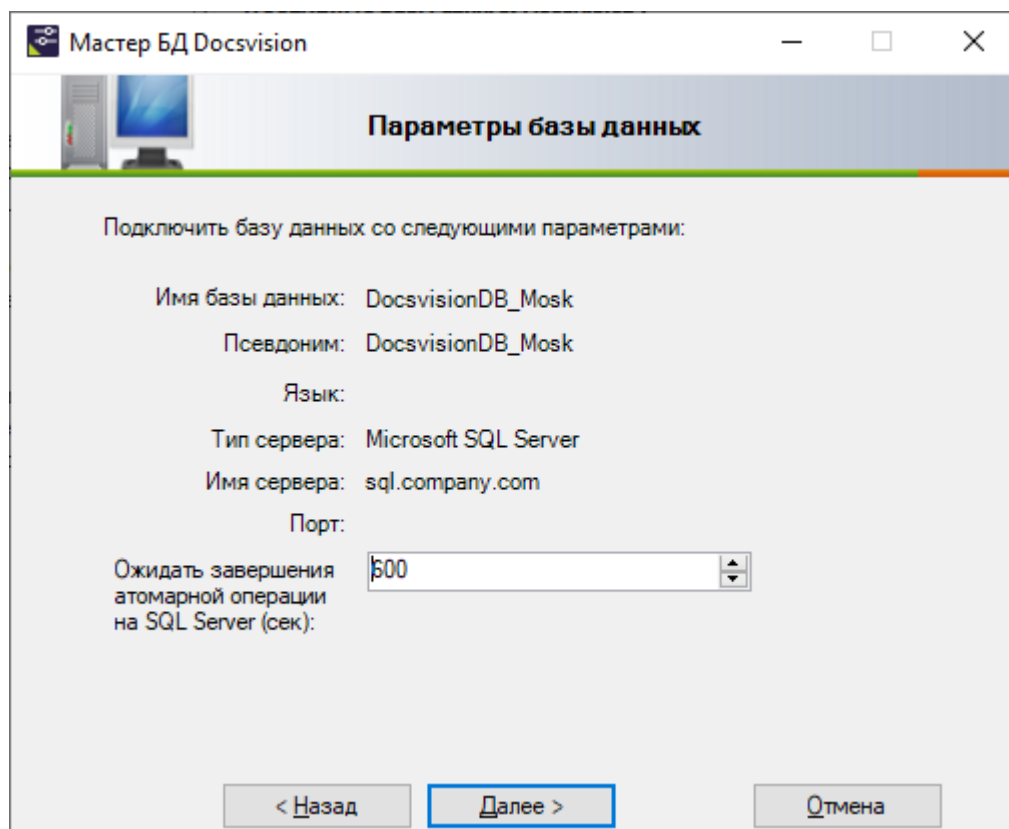 Мастер БД Docsvision
Параметры базы данных
Подключить базу данных со следующими параметрами:
Имя базы данных: DocsvisionDB_Mosk
Псевдоним: DocsvisionDB_Mosk
Язык:
Тип сервера: Microsoft SQL Server
Имя сервера: sql.company.com
Порт:
Ожидать завершения 600
атомарной операции
на SQL Server (сек):
< Назад Далее > Отмена